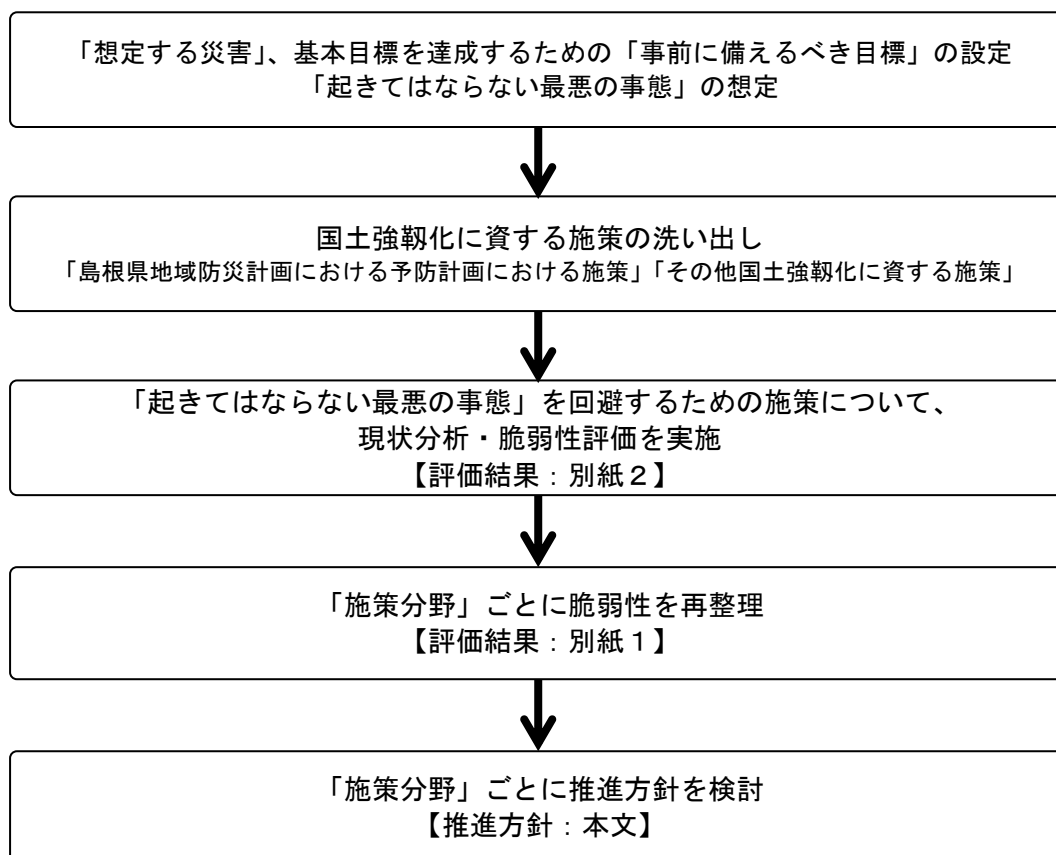 「想定する災害」、基本目標を達成するための「事前に備えるべき目標」の設定
「起きてはならない最悪の事態」の想定
国土強靱化に資する施策の洗い出し
「島根県地域防災計画における予防計画における施策」「その他国土強靱化に資する施策」
「起きてはならない最悪の事態」を回避するための施策について、
現状分析・脆弱性評価を実施
【評価結果：別紙２】
「施策分野」ごとに脆弱性を再整理
【評価結果：別紙１】
「施策分野」ごとに推進方針を検討
【推進方針：本文】